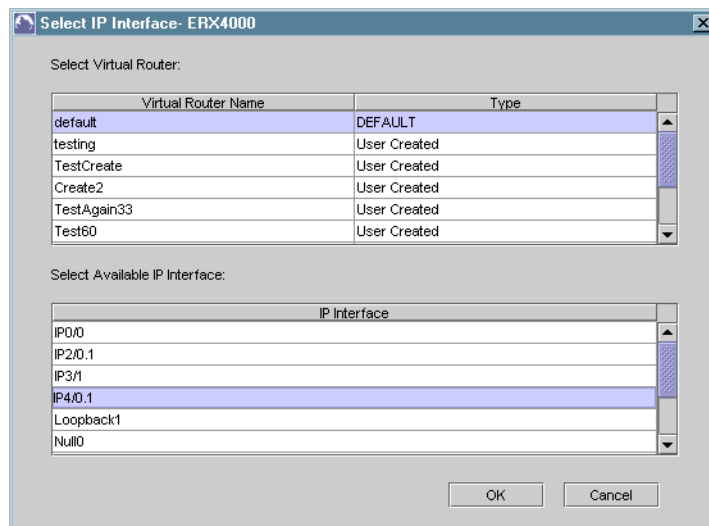 Select IP Interface- ERX4000
Select Virtual Router:
Virtual Router Name Type
default DEFAULT
testing User Created
TestCreate User Created
Create2 User Created
TestAgain33 User Created
Test60 User Created
Select Available IP Interface:
IP Interface
IP0/0
IP2/0.1
IP3/1
IP4/0.1
Loopback1
Null0
OK Cancel